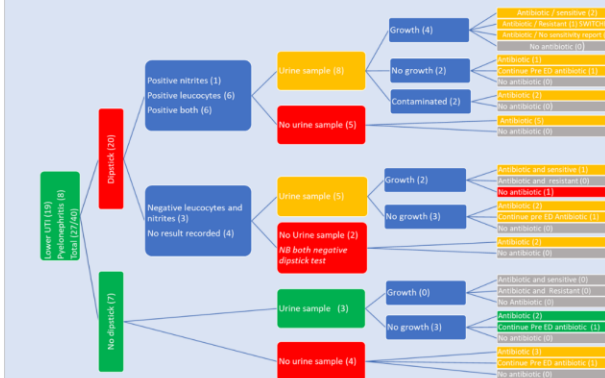 Lower UTI (19)
Pyelonephritis (8)
Total (27/40)
Dipstick (20)
No dipstick (7)
Positive nitrites (1)
Positive leucocytes (6)
Positive both (6)
Negative leucocytes and
nitrites (3)
No result recorded (4)
Urine sample (8)
No urine sample (5)
Urine sample (5)
No Urine sample (2)
NB both negative
dipstick test
Urine sample (3)
No urine sample (4)
Growth (4)
No growth (2)
Contaminated (2)
Growth (2)
No growth (3)
Growth (0)
No growth (3)
Antibiotic / sensitive (2)
Antibiotic / Resistant (1) SWITCH
Antibiotic / No sensitivity report
No antibiotic (0)
Antibiotic (1)
Continue Pre ED antibiotic (1)
No antibiotic (0)
Antibiotic (2)
No antibiotic (0)
Antibiotic (5)
No antibiotic (0)
Antibiotic and sensitive (1)
Antibiotic and resistant (0)
No antibiotic (1)
Antibiotic (2)
Continue pre ED Antibiotic (1)
No antibiotic (0)
Antibiotic (2)
No antibiotic (0)
Antibiotic and sensitive (0)
Antibiotic and Resistant (0)
No Antibiotic (0)
Antibiotic (2)
Continue Pre ED antibiotic (1)
No antibiotic (0)
Antibiotic (3)
Continue Pre ED antibiotic (1)
No antibiotic (0)